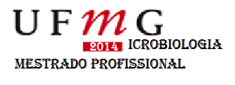 UFmG
2014 ICROBIOLOGIA
MESTRADO PROFISSIONAL